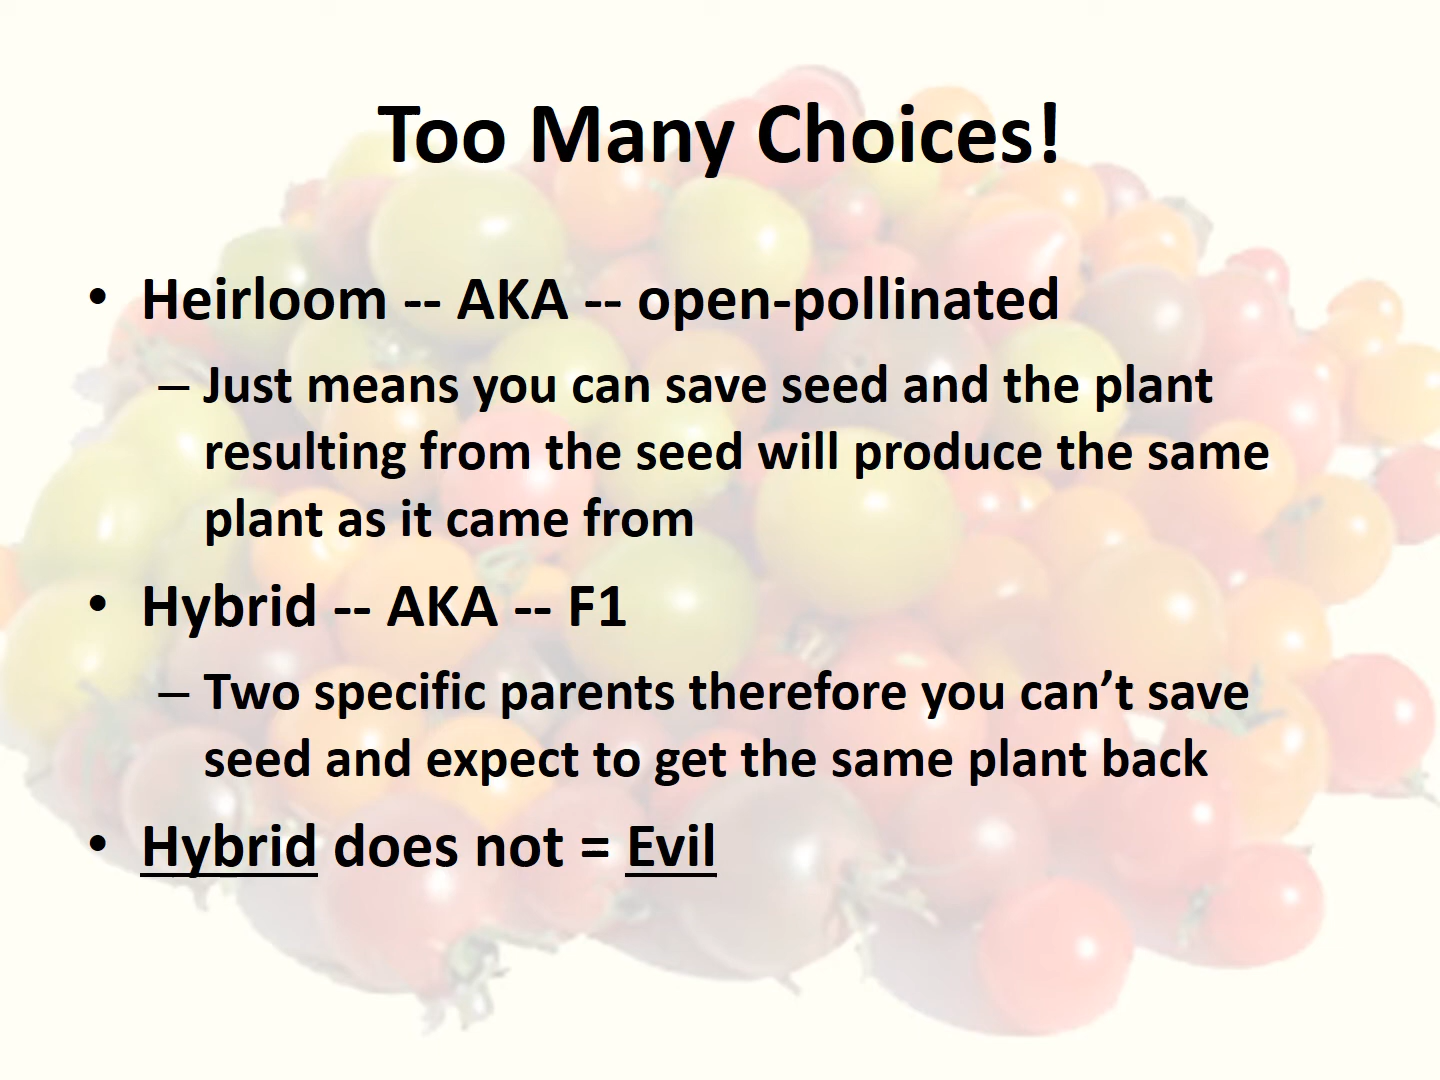 Too Many Choices!
• Heirloom -- AKA -- open-pollinated
– Just means you can save seed and the plant
resulting from the seed will produce the same
plant as it came from
• Hybrid -- AKA -- F1
– Two specific parents therefore you can’t save
seed and expect to get the same plant back
• Hybrid does not = Evil